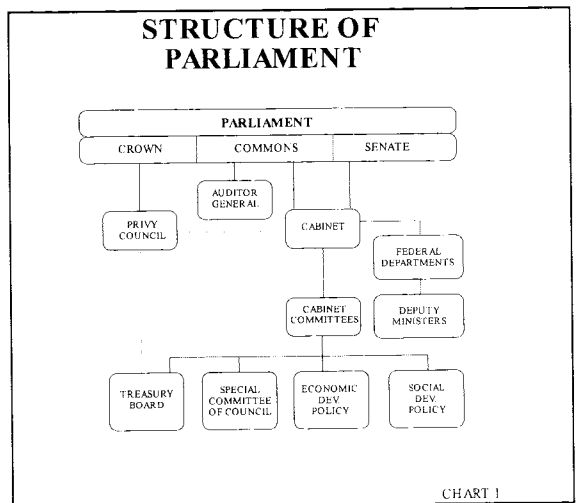 STRUCTURE OF
PARLIAMENT
PARLIAMENT
CROWN
COMMONS
SENATE
AUDITOR
GENERAL
PRIVY
COUNCIL
CABINET
FEDERAL
DEPARTMENTS
CABINET
COMMITTEES
DEPUTY
MINISTERS
TREASURY
BOARD
SPECIAL
COMMITTEE
OF COUNCIL
ECONOMIC
DEV.
POLICY
SOCIAL
DEV.
POLICY
CHART 1